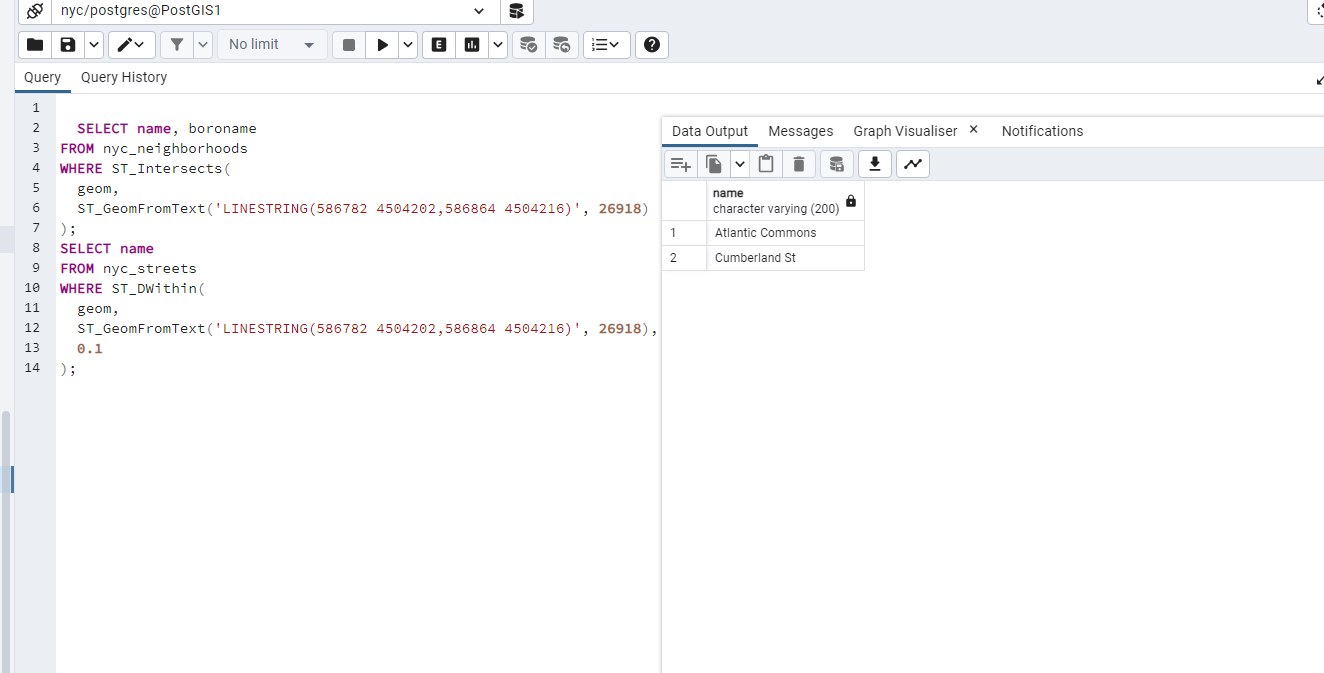 nyc/postgres@PostGIS1
No limit
E
Query Query History
1
2 SELECT name, boroname
3 FROM nyc_neighborhoods
4 WHERE ST_Intersects(
5 geom,
6 ST_GeomFromText('LINESTRING(586782 4504202,586864 4504216)', 26918)
7 );
8 SELECT name
9 FROM nyc_streets
10 WHERE ST_DWithin(
11 geom,
12 ST_GeomFromText('LINESTRING(586782 4504202,586864 4504216)', 26918),
13 0.1
14 );
Data Output Messages Graph Visualiser × Notifications
name
character varying (200)
1 Atlantic Commons
2 Cumberland St